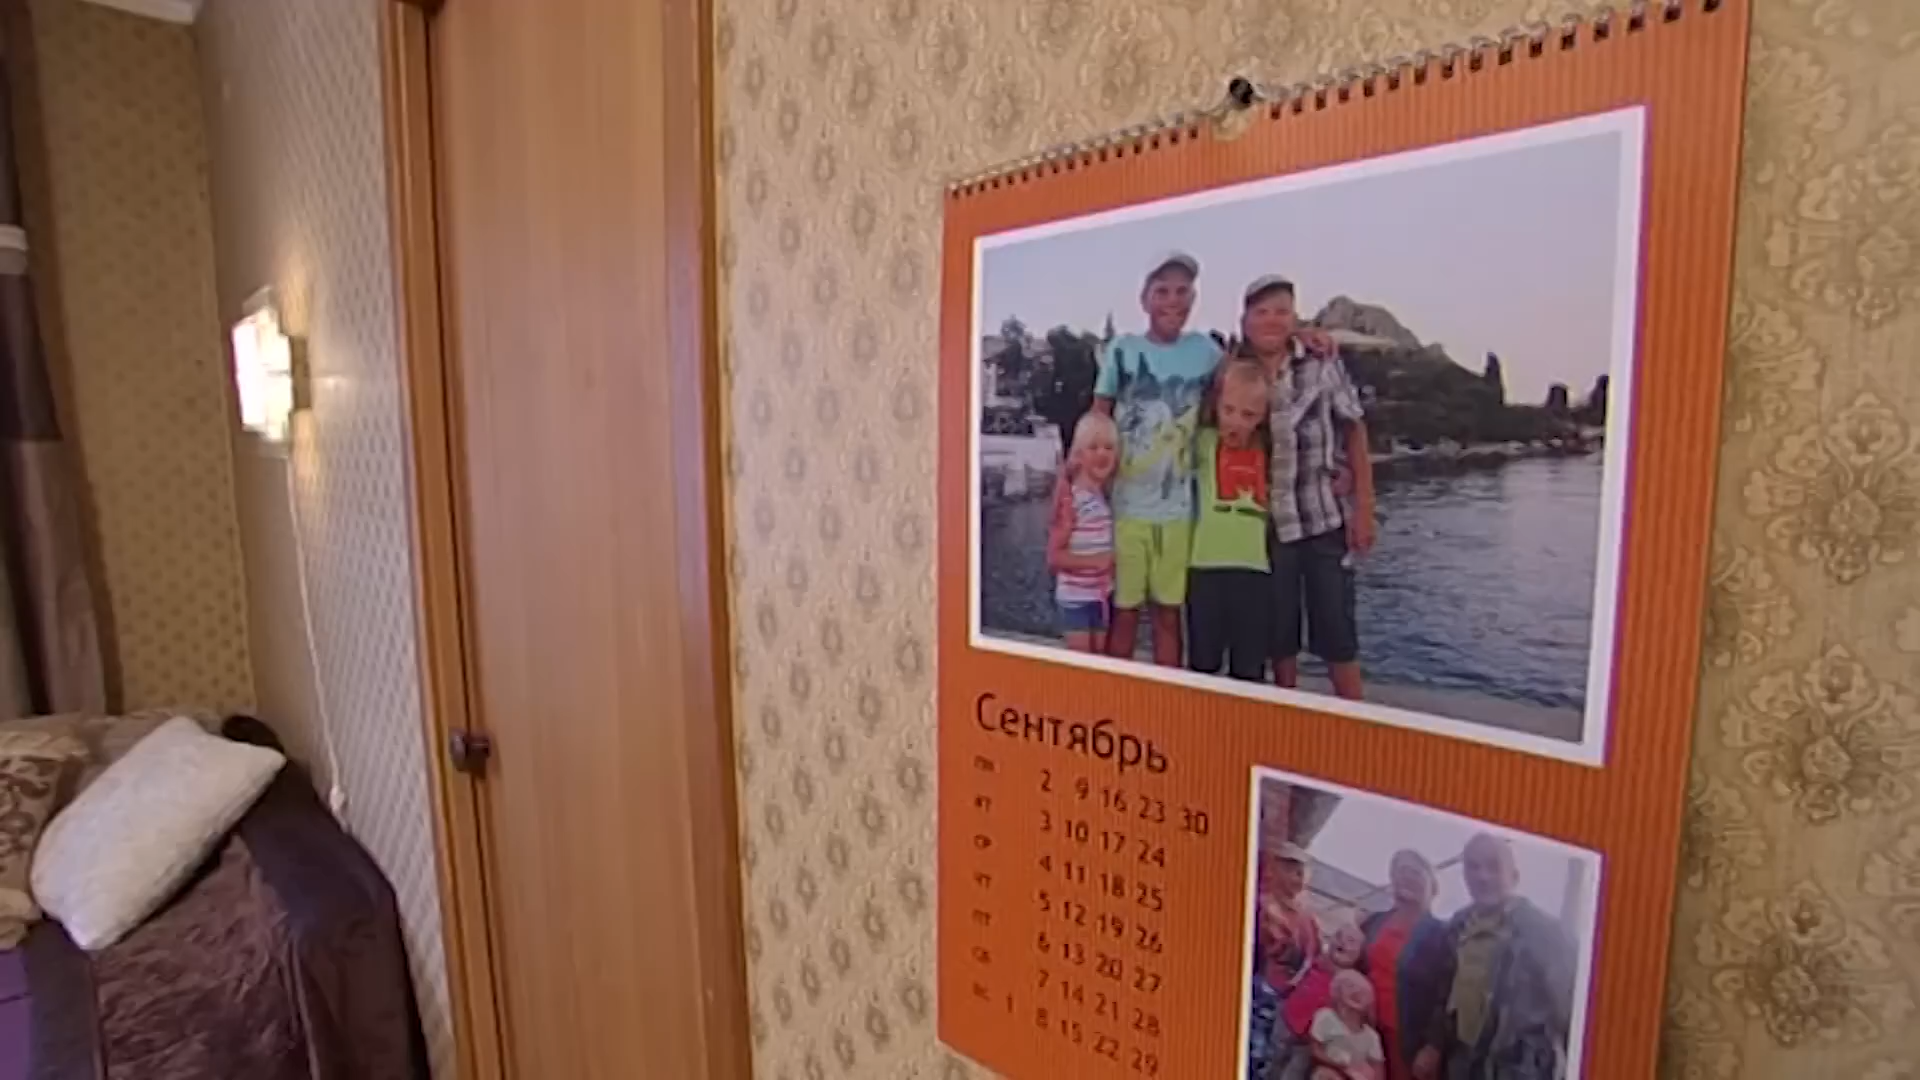 Сентябрь
пн 2 9 16 23 30
вт 3 10 17 24
ср 4 11 18 25
чт 5 12 19 26
пт 6 13 20 27
сб 7 14 21 28
вс 1 8 15 22 29